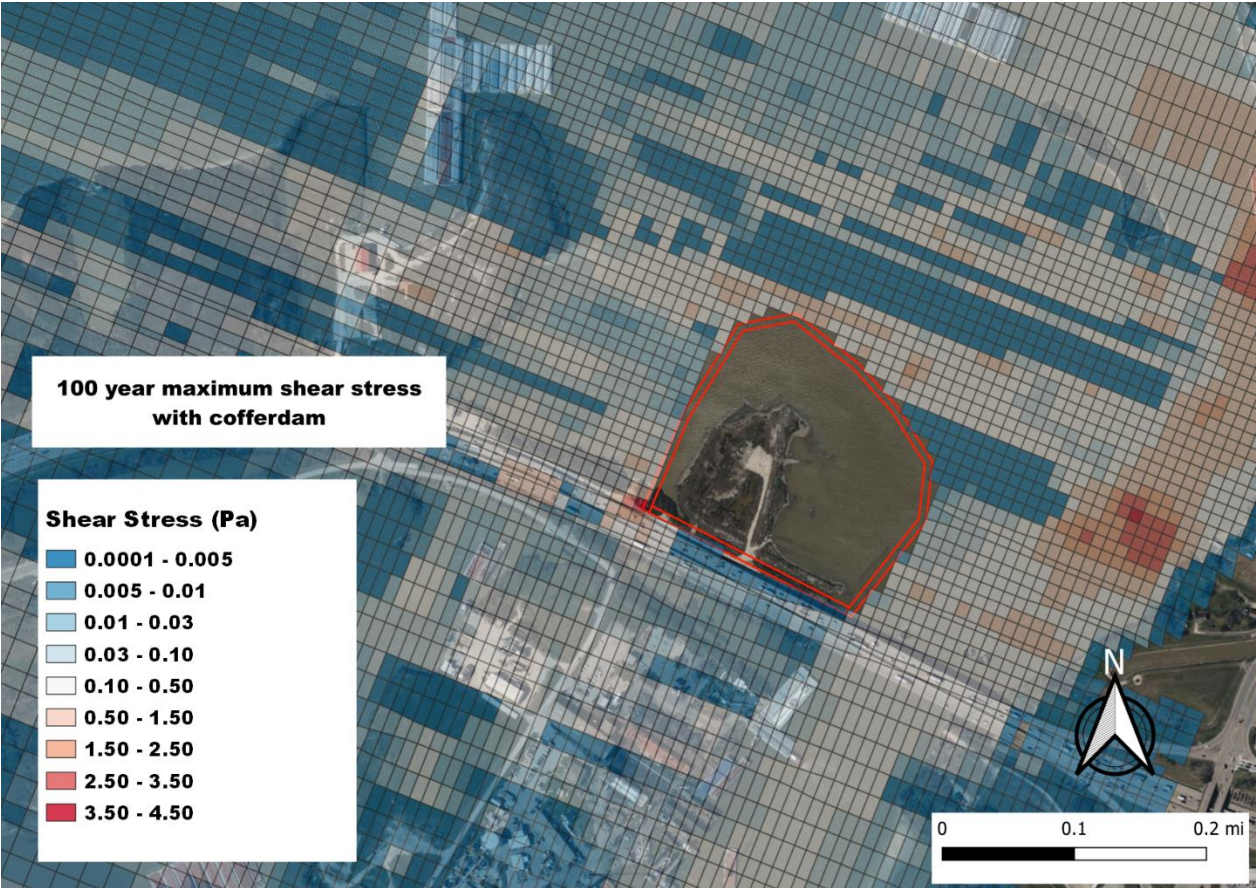 100 year maximum shear stress
with cofferdam
Shear Stress (Pa)
0.0001 - 0.005
0.005 - 0.01
0.01 - 0.03
0.03 - 0.10
0.10 - 0.50
0.50 - 1.50
1.50 - 2.50
2.50 - 3.50
3.50 - 4.50
N
0 0.1 0.2 mi